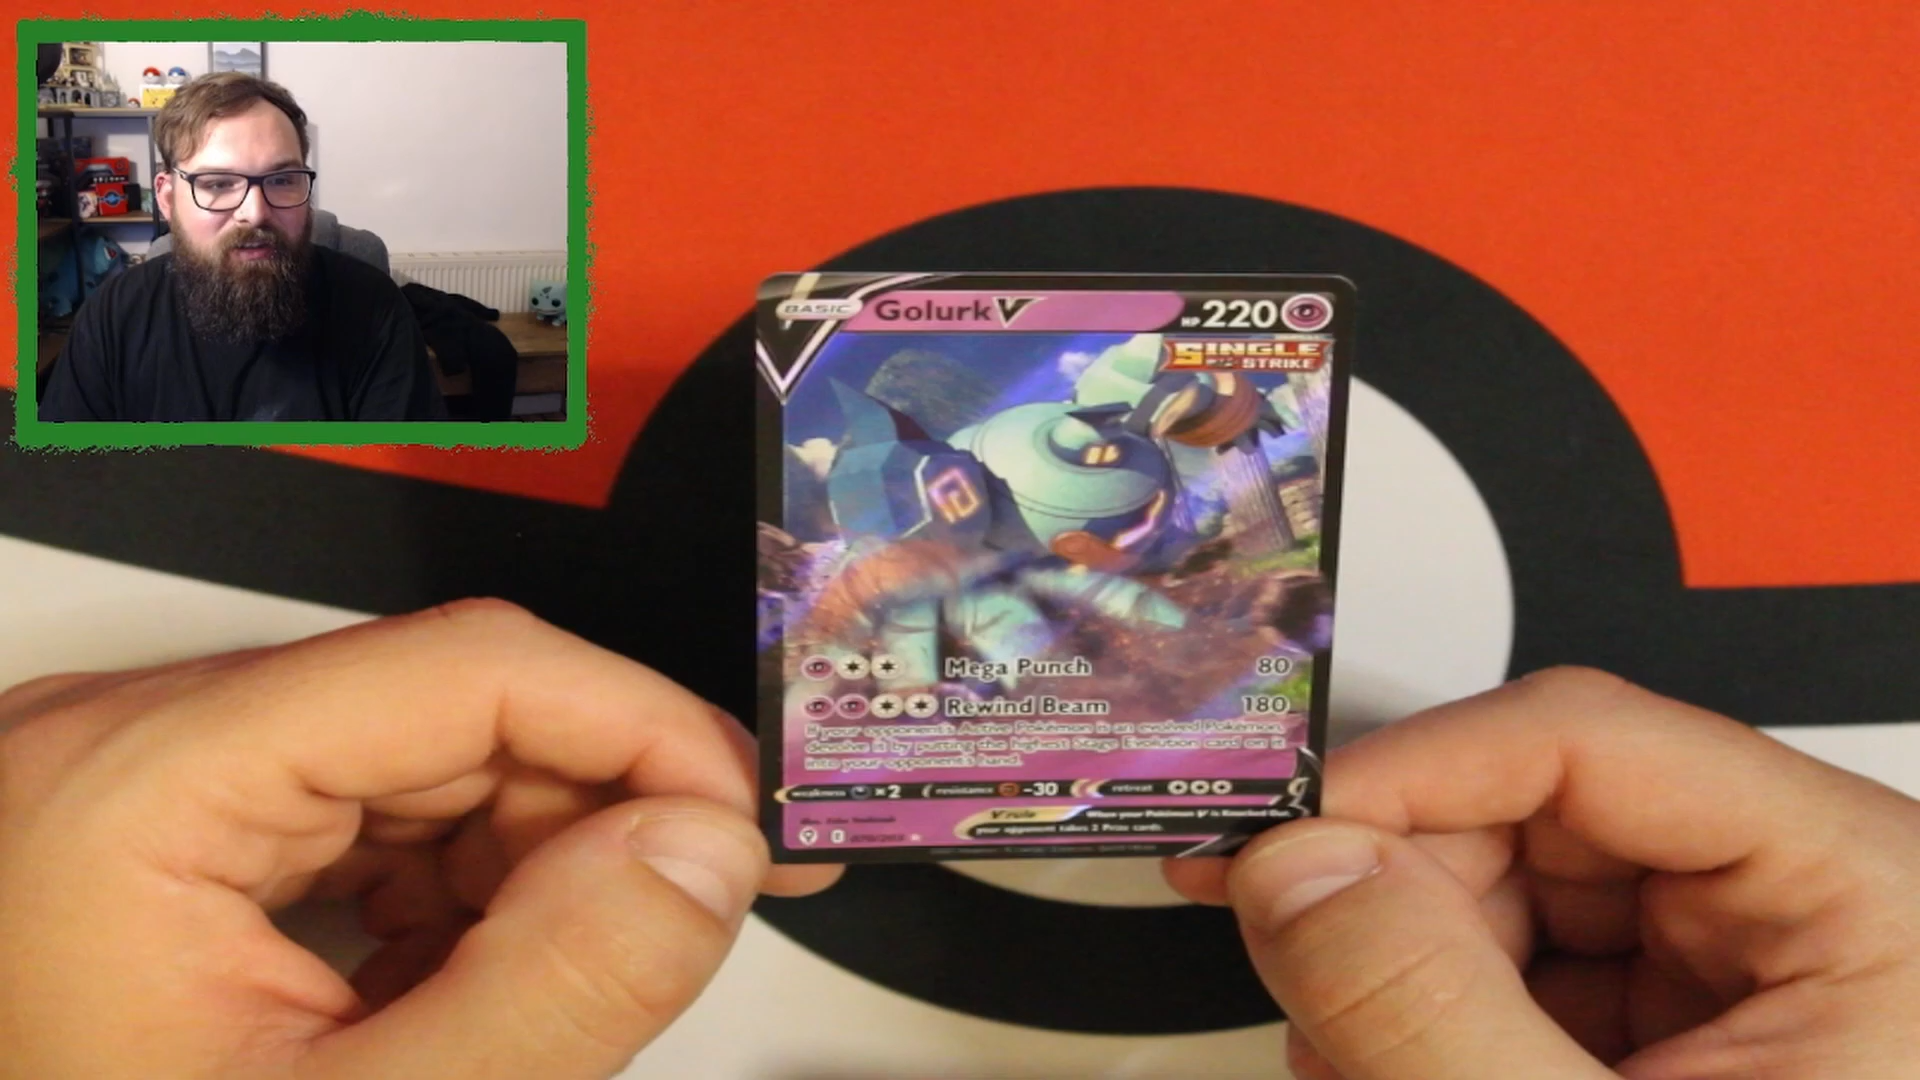 BASIC Golurk V HP 220
SINGLE STRIKE
Mega Punch 80
Rewind Beam 180
If your opponent's Active Pokémon is an evolved Pokémon,
devolve it by putting the highest Stage Evolution card on it
into your opponent's hand.
weakness ×2 resistance -30 retreat
V rule When your Pokémon V is Knocked Out,
your opponent takes 2 Prize cards.